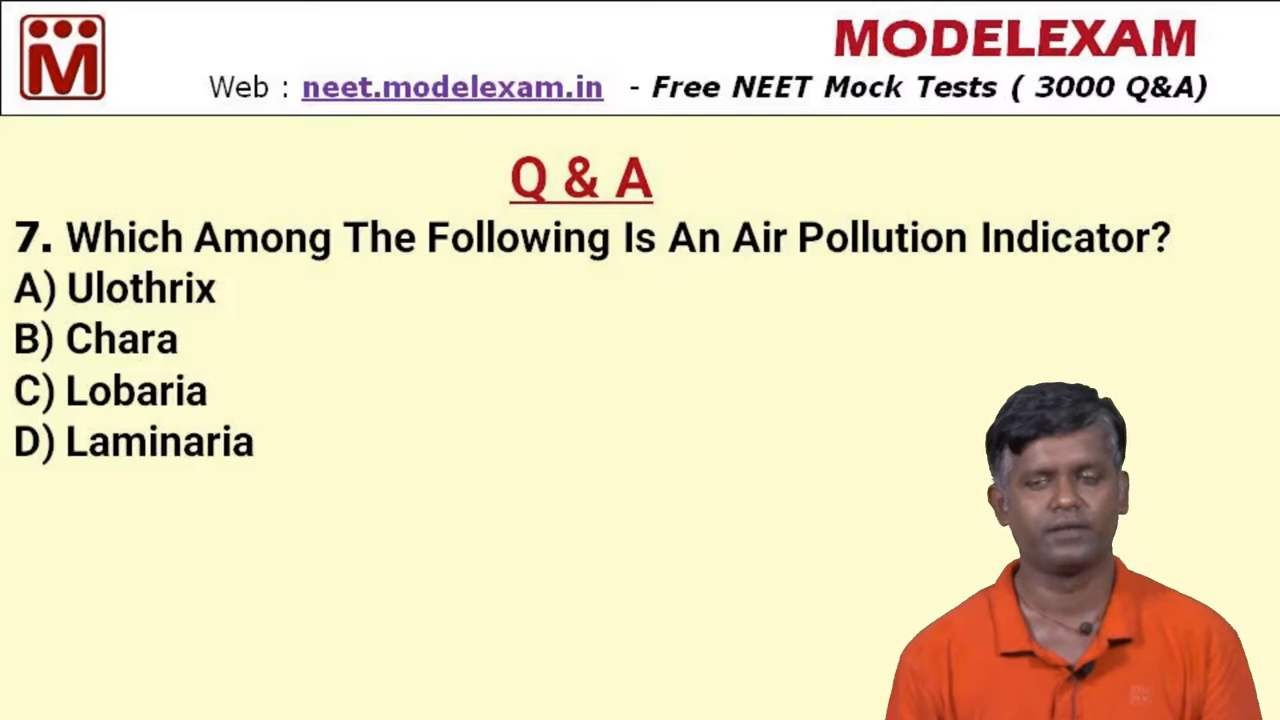 MODELEXAM
M
Web : neet.modelexam.in - Free NEET Mock Tests ( 3000 Q&A)
Q & A
7. Which Among The Following Is An Air Pollution Indicator?
A) Ulothrix
B) Chara
C) Lobaria
D) Laminaria